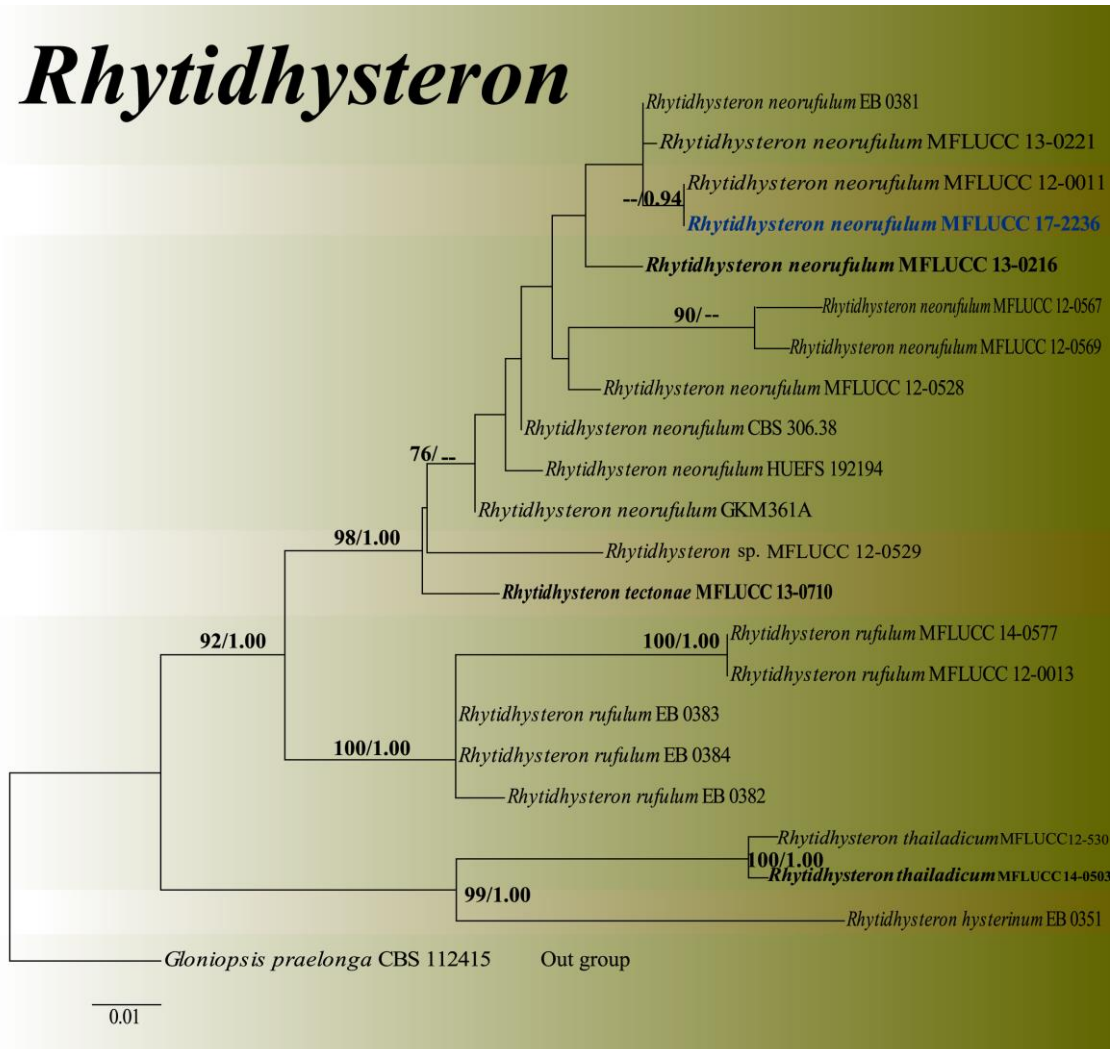 Rhytidhysteron
Rhytidhysteron neorufulum EB 0381
Rhytidhysteron neorufulum MFLUCC 13-0221
Rhytidhysteron neorufulum MFLUCC 12-0011
--/0.94
Rhytidhysteron neorufulum MFLUCC 17-2236
Rhytidhysteron neorufulum MFLUCC 13-0216
90/ --
Rhytidhysteron neorufulum MFLUCC 12-0567
Rhytidhysteron neorufulum MFLUCC 12-0569
Rhytidhysteron neorufulum MFLUCC 12-0528
Rhytidhysteron neorufulum CBS 306.38
76/ --
Rhytidhysteron neorufulum HUEFS 192194
Rhytidhysteron neorufulum GKM361A
98/1.00
Rhytidhysteron sp. MFLUCC 12-0529
Rhytidhysteron tectonae MFLUCC 13-0710
92/1.00
100/1.00
Rhytidhysteron rufulum MFLUCC 14-0577
Rhytidhysteron rufulum MFLUCC 12-0013
Rhytidhysteron rufulum EB 0383
100/1.00
Rhytidhysteron rufulum EB 0384
Rhytidhysteron rufulum EB 0382
Rhytidhysteron thailadicum MFLUCC12-530
100/1.00
Rhytidhysteron thailadicum MFLUCC 14-0503
99/1.00
Rhytidhysteron hysterinum EB 0351
Gloniopsis praelonga CBS 112415 Out group
0.01